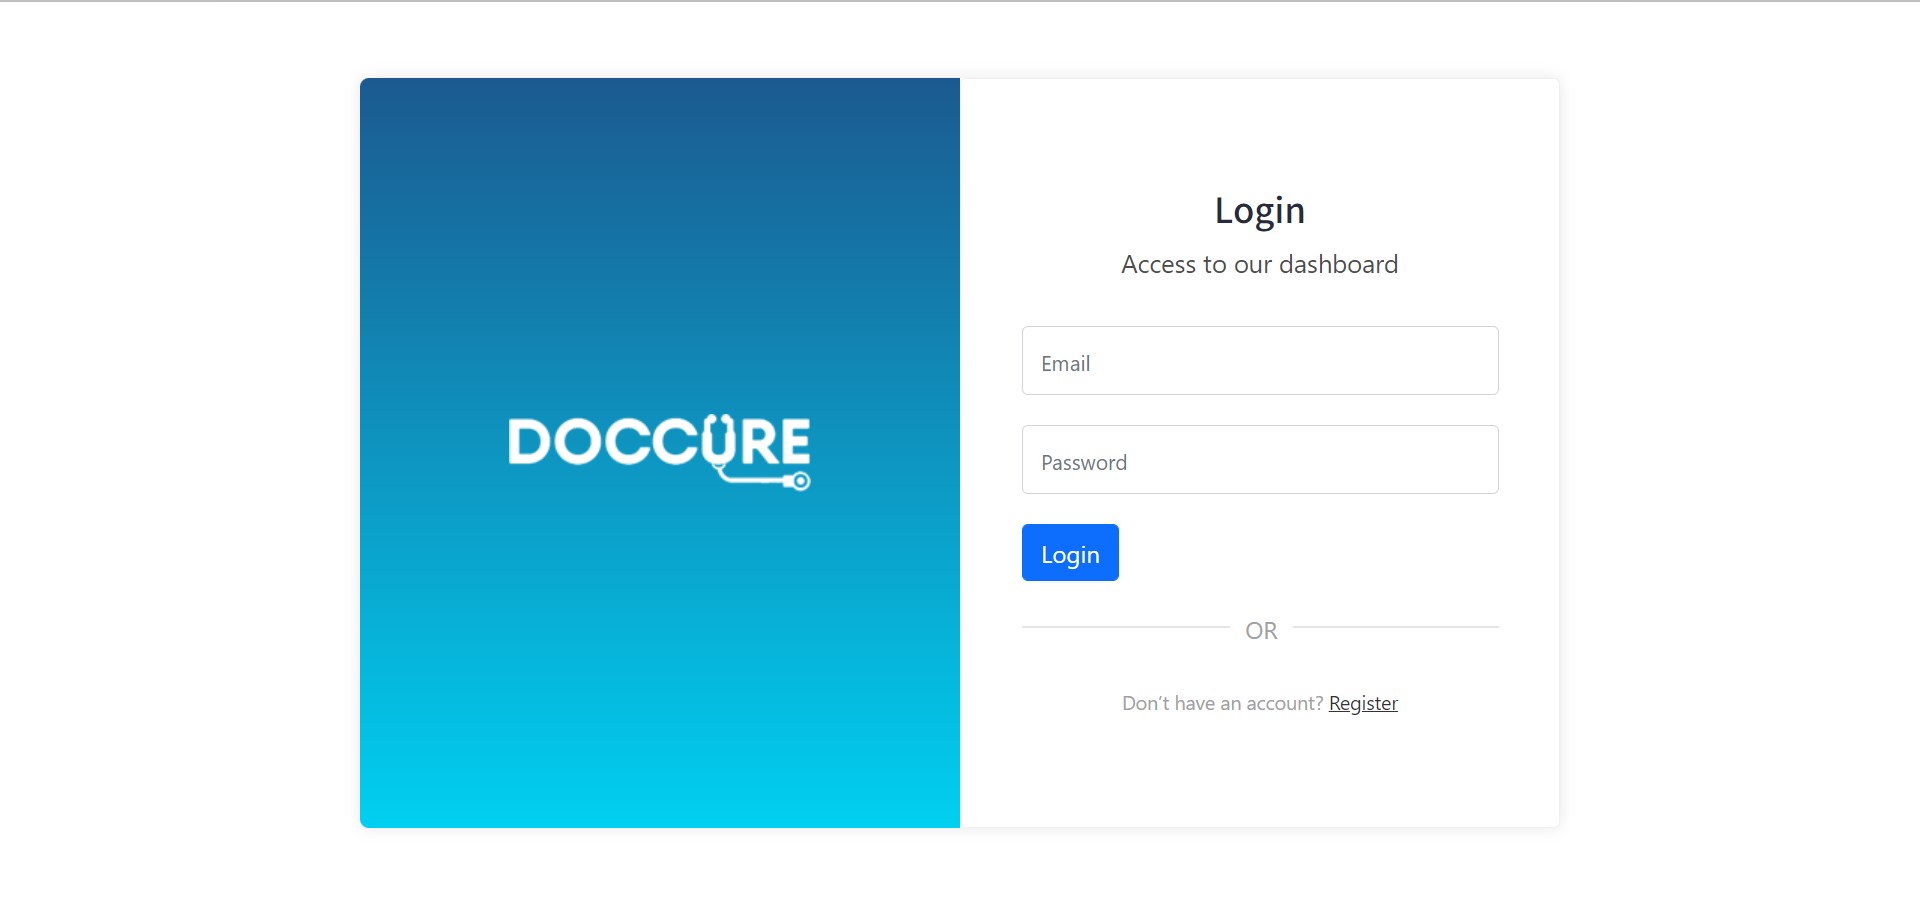 DOCCURE
Login
Access to our dashboard
Email
Password
Login
OR
Don’t have an account? Register